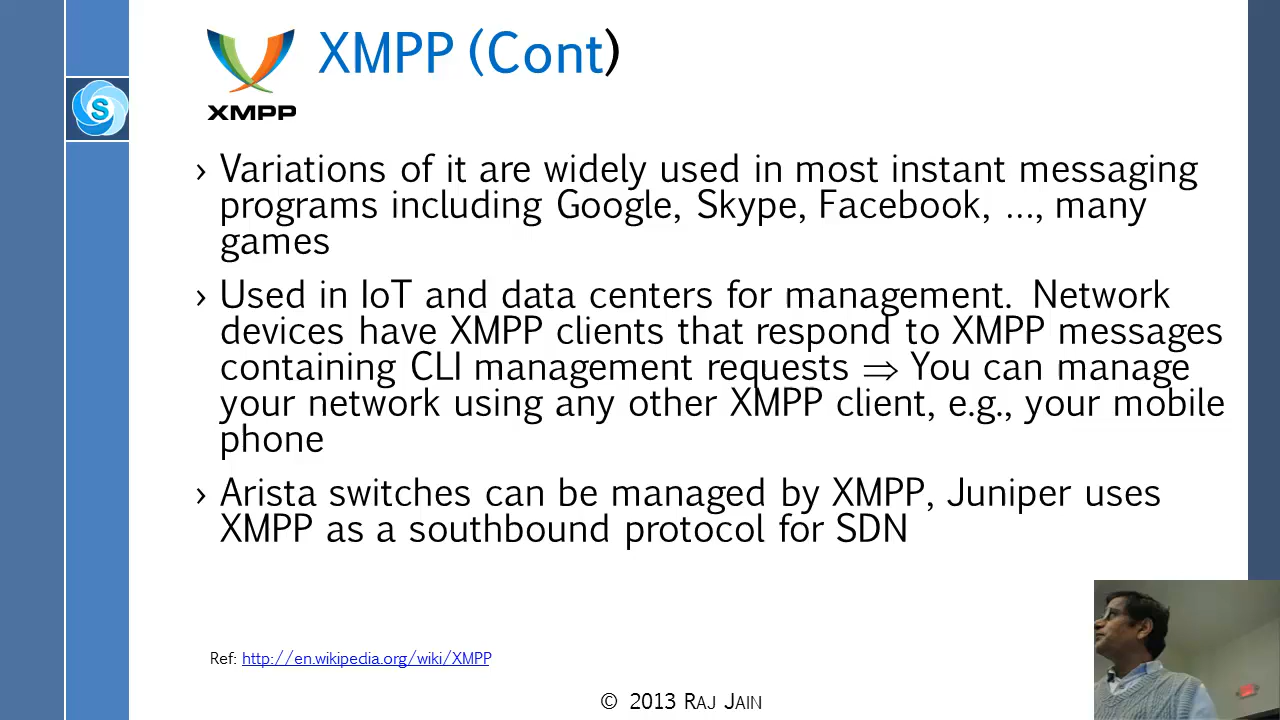 XMPP (Cont)
XMPP
S
› Variations of it are widely used in most instant messaging
programs including Google, Skype, Facebook, ..., many
games
› Used in IoT and data centers for management. Network
devices have XMPP clients that respond to XMPP messages
containing CLI management requests ⇒ You can manage
your network using any other XMPP client, e.g., your mobile
phone
› Arista switches can be managed by XMPP, Juniper uses
XMPP as a southbound protocol for SDN
Ref: http://en.wikipedia.org/wiki/XMPP
© 2013 RAJ JAIN